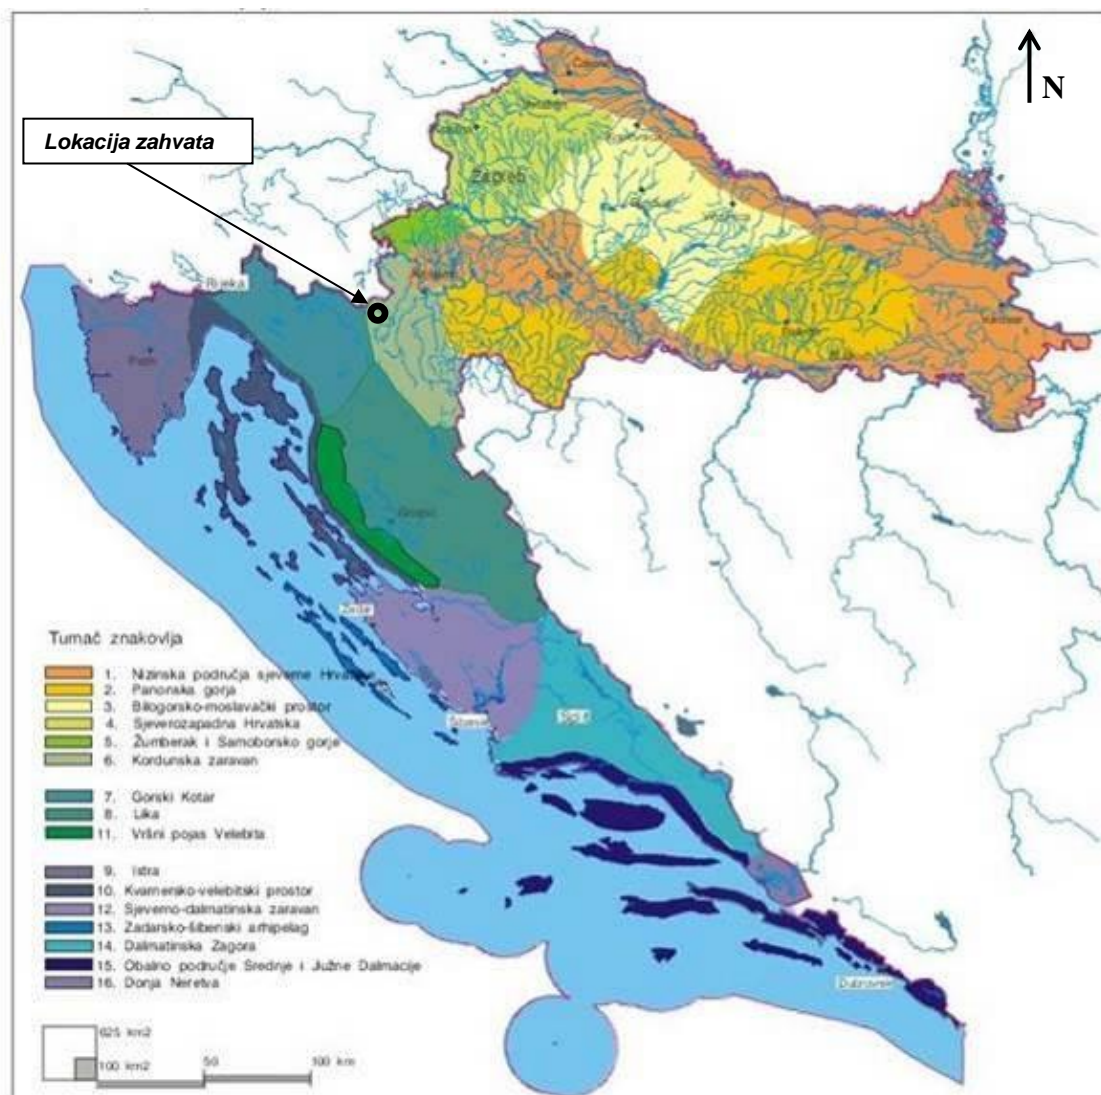 N
Lokacija zahvata
Zagreb
Rijeka
Zadar
Šibenik
Split
Dubrovnik
Tumač znakovlja
1. Nizinska područja sjeverne Hrvatske
2. Panonska gorja
3. Bilogorsko-moslavački prostor
4. Sjeverozapadna Hrvatska
5. Žumberak i Samoborsko gorje
6. Kordunska zaravan
7. Gorski Kotar
8. Lika
11. Vršni pojas Velebita
9. Istra
10. Kvarnersko-velebitski prostor
12. Sjeverno-dalmatinska zaravan
13. Zadarsko-šibenski arhipelag
14. Dalmatinska Zagora
15. Obalno područje Srednje i Južne Dalmacije
16. Donja Neretva
625 km2
100 km2
50
100 km